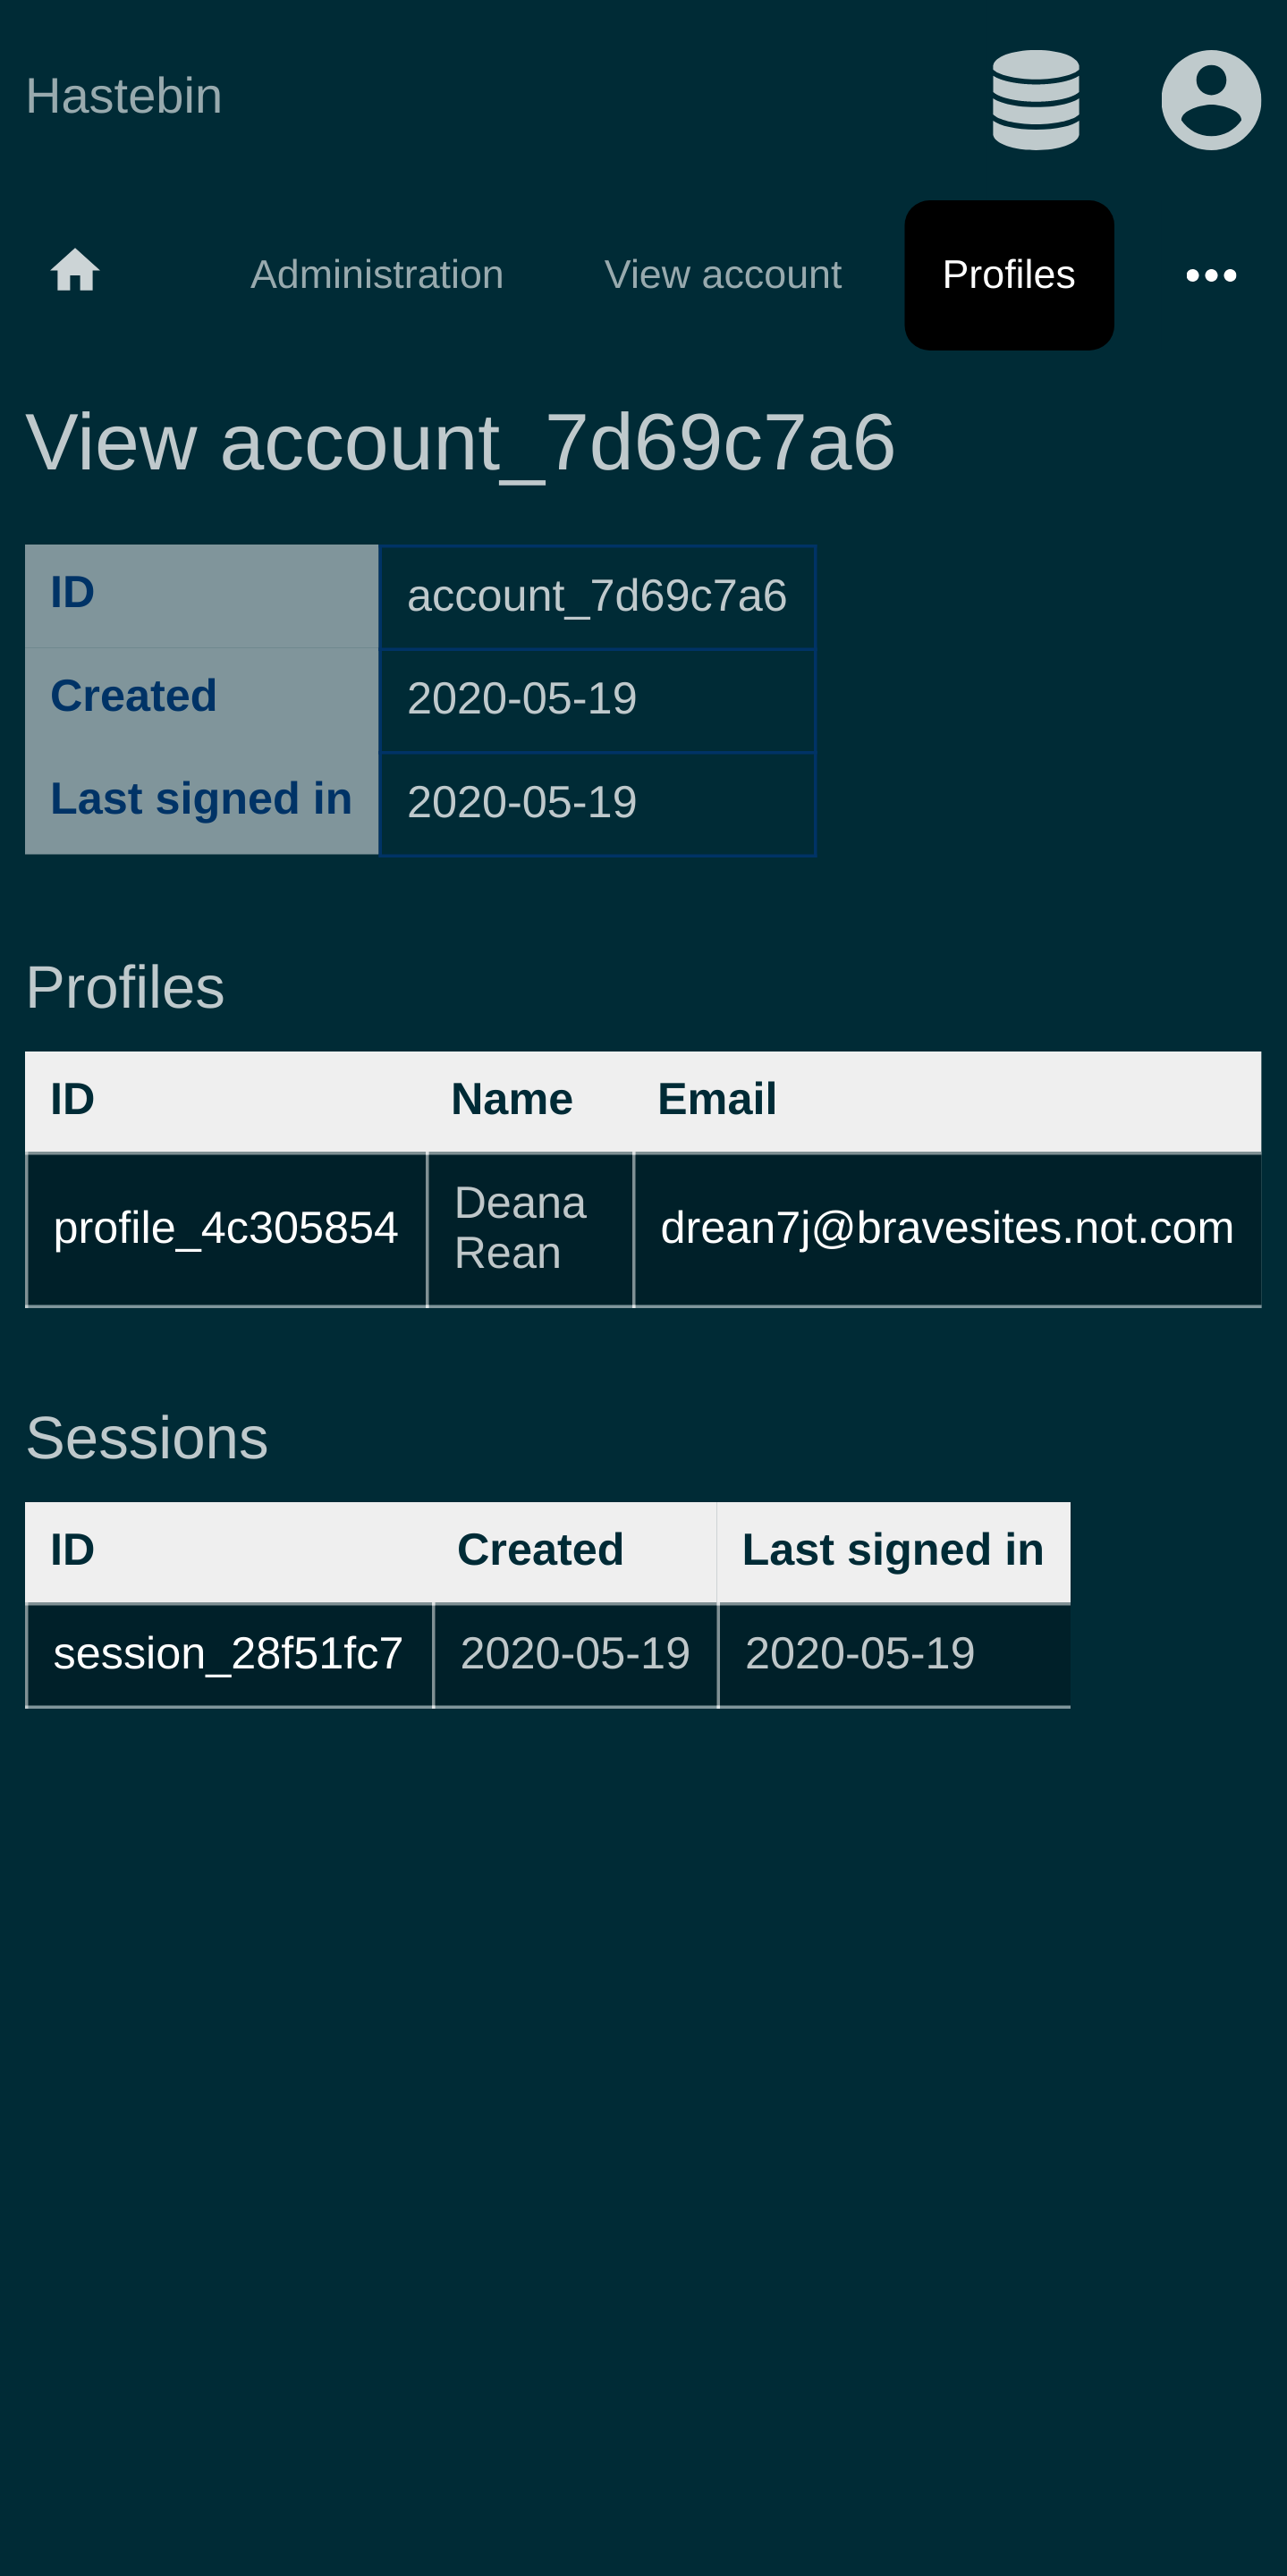 Hastebin
Administration View account Profiles •••
View account_7d69c7a6
ID account_7d69c7a6
Created 2020-05-19
Last signed in 2020-05-19
Profiles
ID Name Email
profile_4c305854 Deana Rean drean7j@bravesites.not.com
Sessions
ID Created Last signed in
session_28f51fc7 2020-05-19 2020-05-19